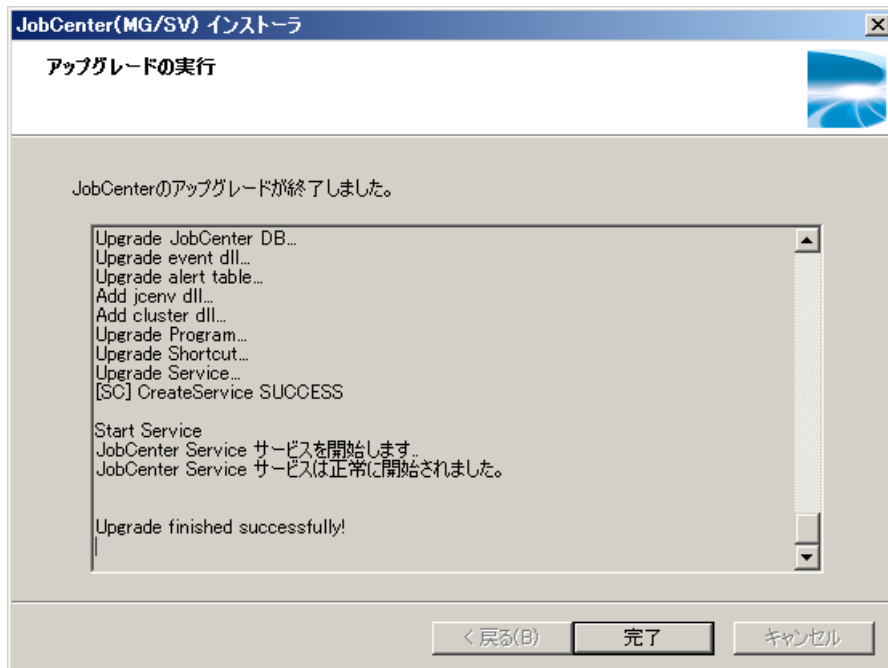 JobCenter(MG/SV) インストーラ
アップグレードの実行
JobCenterのアップグレードが終了しました。
Upgrade JobCenter DB...
Upgrade event dll...
Upgrade alert table...
Add jcenv dll...
Add cluster dll...
Upgrade Program...
Upgrade Shortcut...
Upgrade Service...
[SC] CreateService SUCCESS
Start Service
JobCenter Service サービスを開始します..
JobCenter Service サービスは正常に開始されました。
Upgrade finished successfully!
< 戻る(B)
完了
キャンセル